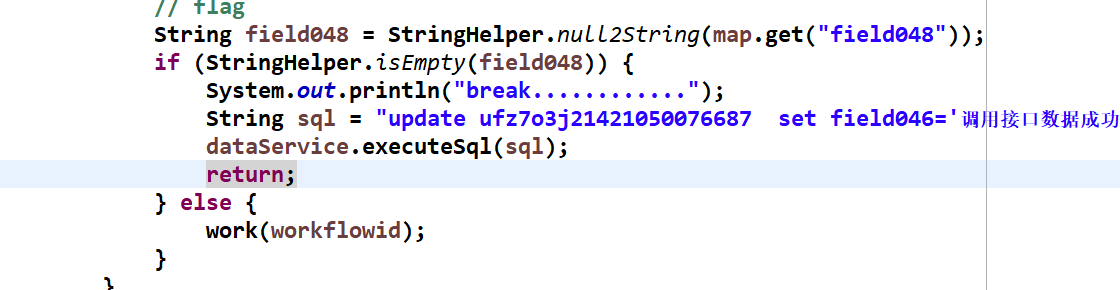 // flag
String field048 = StringHelper.null2String(map.get("field048"));
if (StringHelper.isEmpty(field048)) {
System.out.println("break............");
String sql = "update ufz7o3j21421050076687  set field046='调用接口数据成功
dataService.executeSql(sql);
return;
} else {
work(workflowid);
}
}